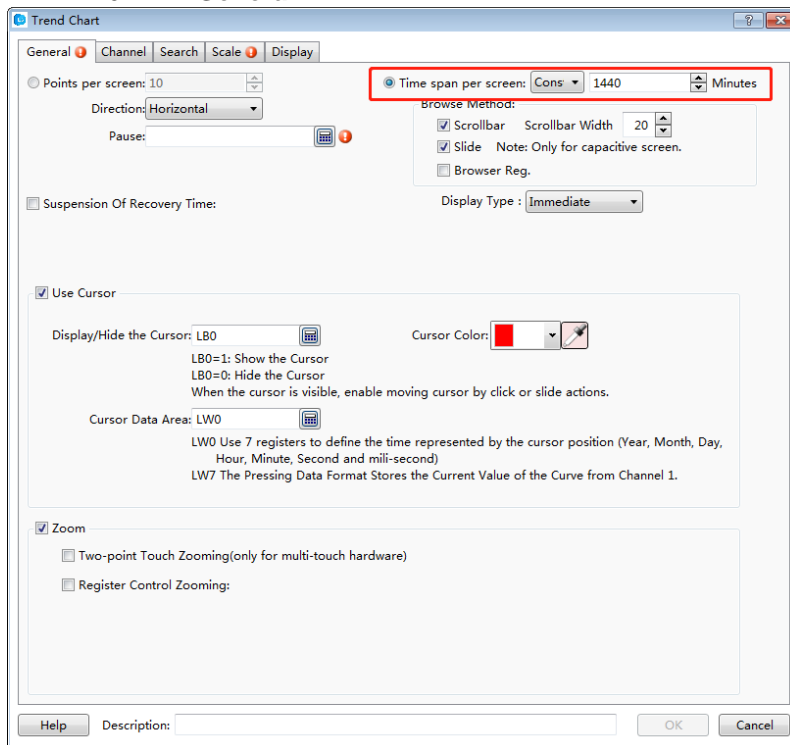 Trend Chart
General Channel Search Scale Display
Points per screen: 10
Time span per screen: Cons 1440 Minutes
Direction: Horizontal
Browse Method:
Pause:
Scrollbar Scrollbar Width 20
Slide Note: Only for capacitive screen.
Browser Reg.
Suspension Of Recovery Time:
Display Type : Immediate
Use Cursor
Display/Hide the Cursor: LB0
Cursor Color:
LB0=1: Show the Cursor
LB0=0: Hide the Cursor
When the cursor is visible, enable moving cursor by click or slide actions.
Cursor Data Area: LW0
LW0 Use 7 registers to define the time represented by the cursor position (Year, Month, Day,
Hour, Minute, Second and mili-second)
LW7 The Pressing Data Format Stores the Current Value of the Curve from Channel 1.
Zoom
Two-point Touch Zooming(only for multi-touch hardware)
Register Control Zooming:
Help Description: OK Cancel